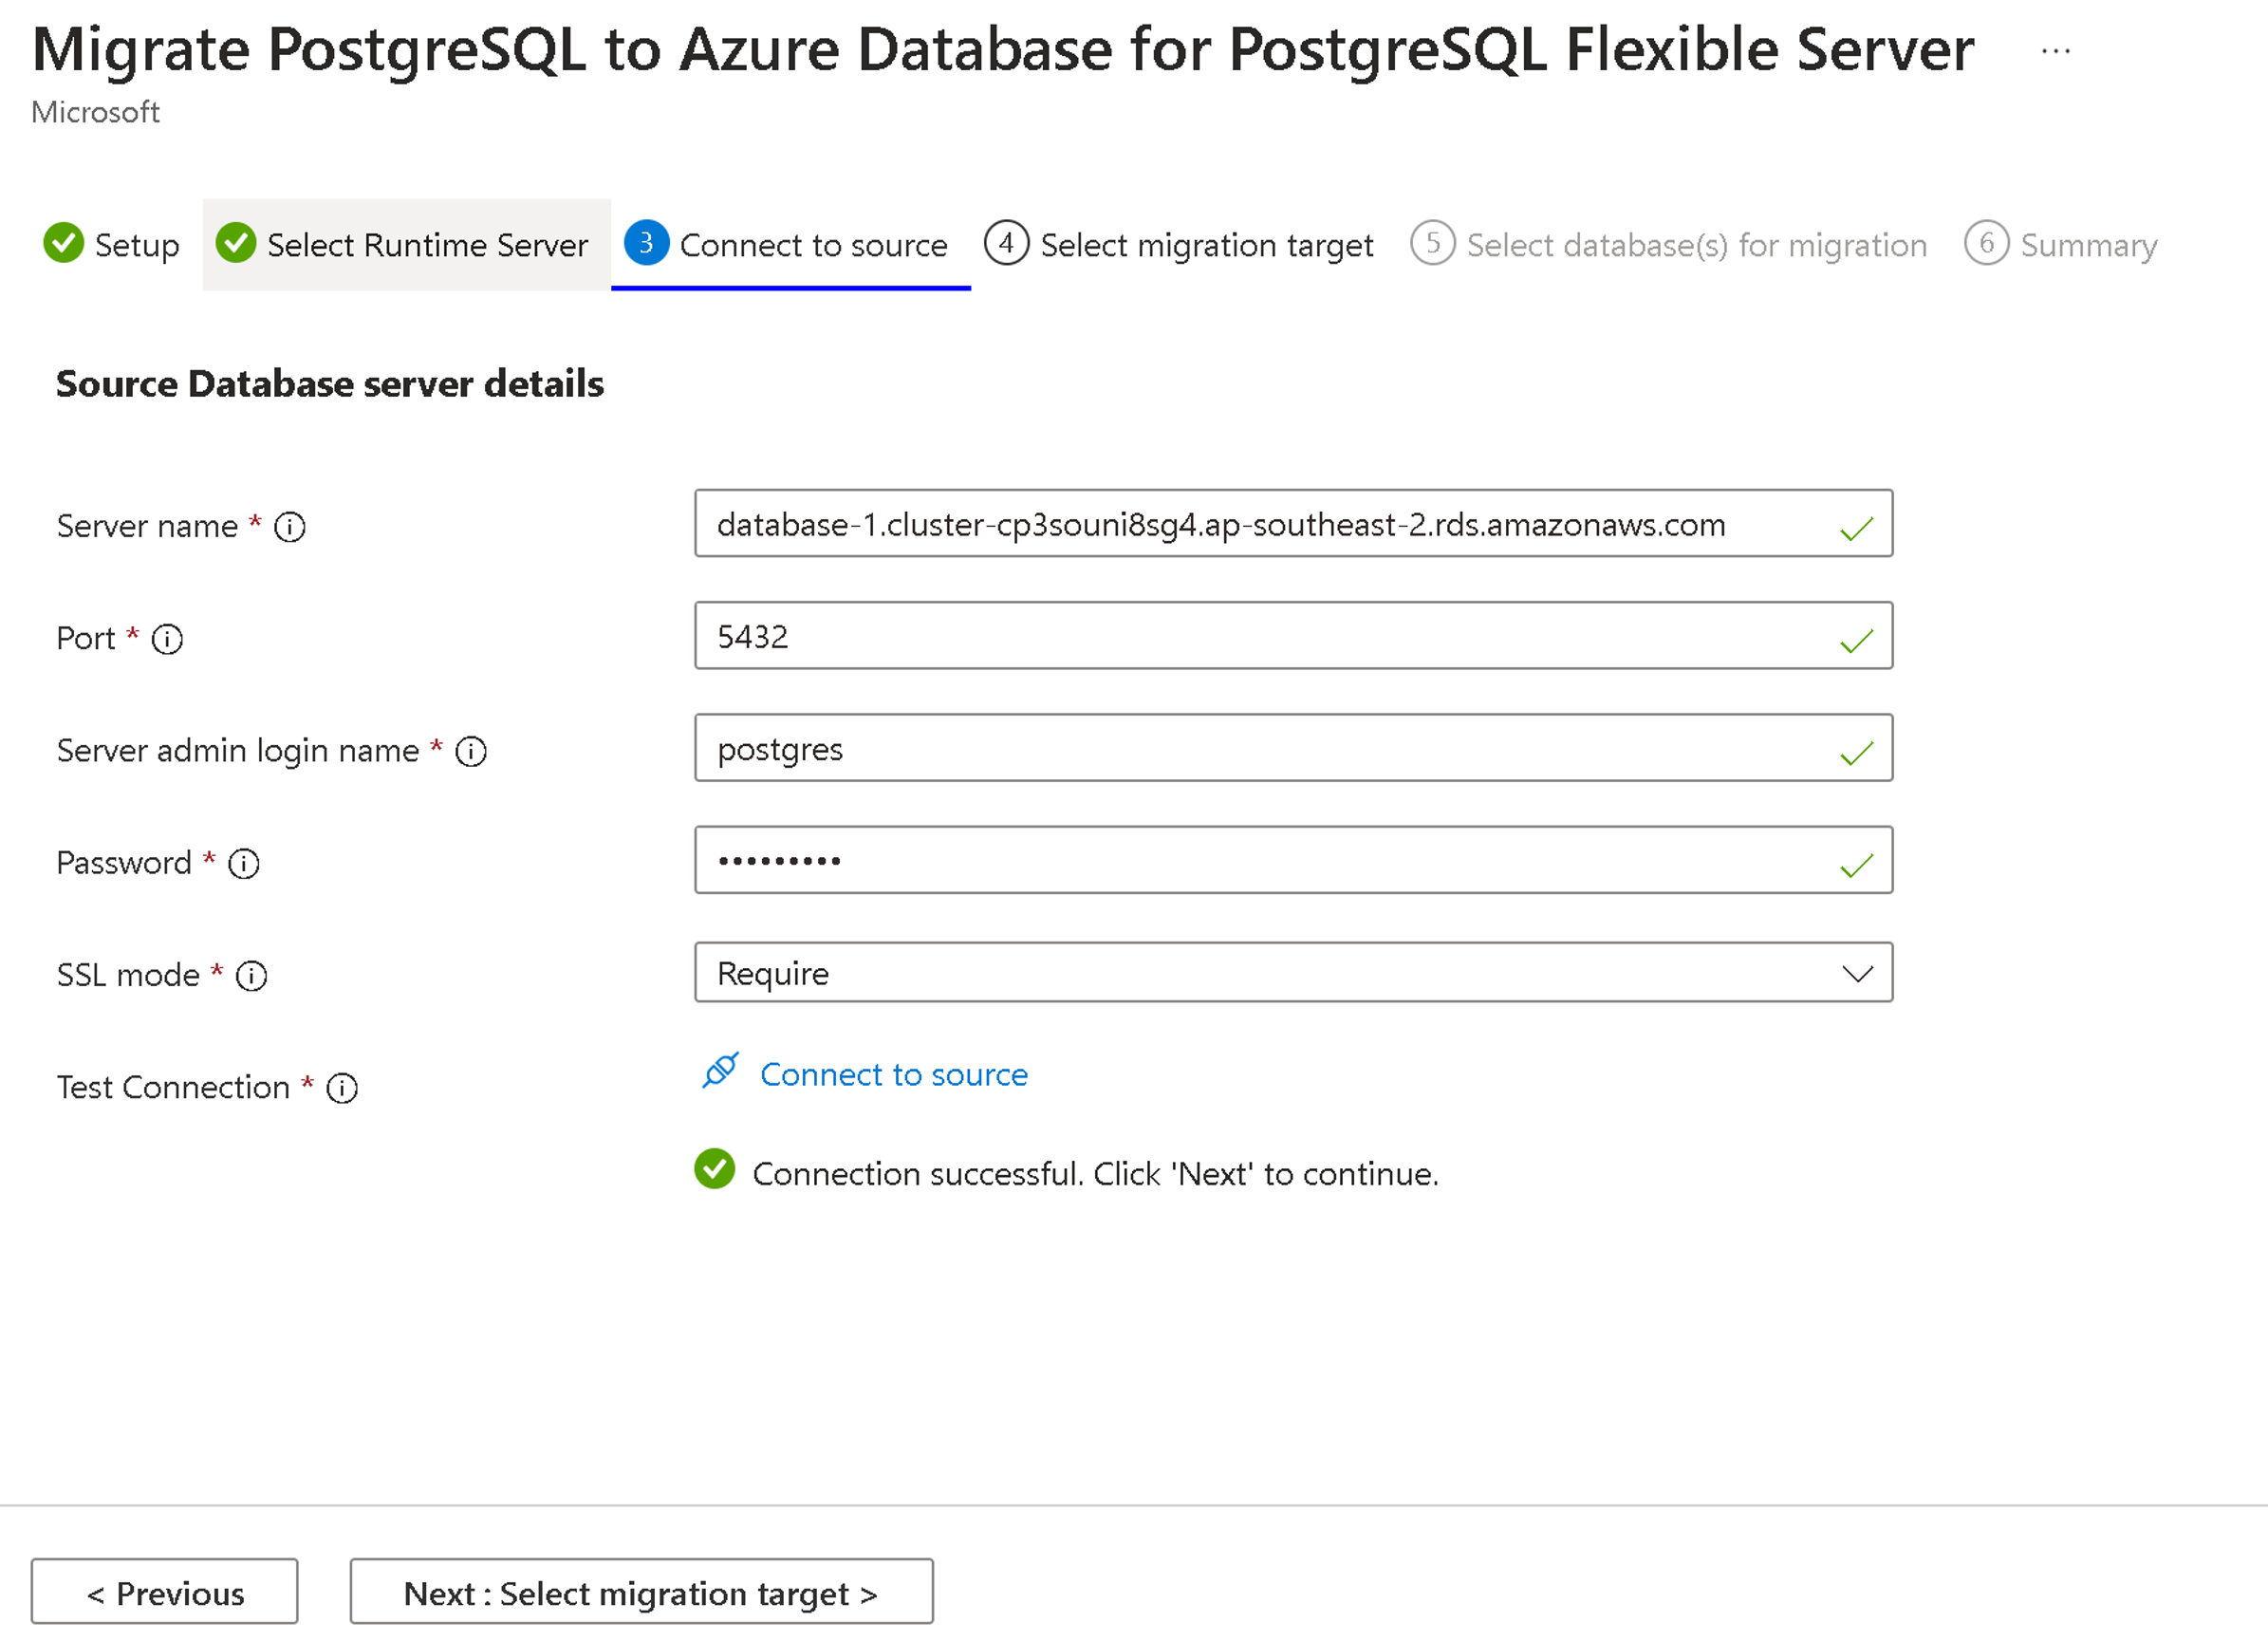 Migrate PostgreSQL to Azure Database for PostgreSQL Flexible Server ...
Microsoft
Setup Select Runtime Server 3 Connect to source 4 Select migration target 5 Select database(s) for migration 6 Summary
Source Database server details
Server name * database-1.cluster-cp3souni8sg4.ap-southeast-2.rds.amazonaws.com
Port * 5432
Server admin login name * postgres
Password * •••••••••
SSL mode * Require
Test Connection * Connect to source
Connection successful. Click 'Next' to continue.
< Previous Next : Select migration target >